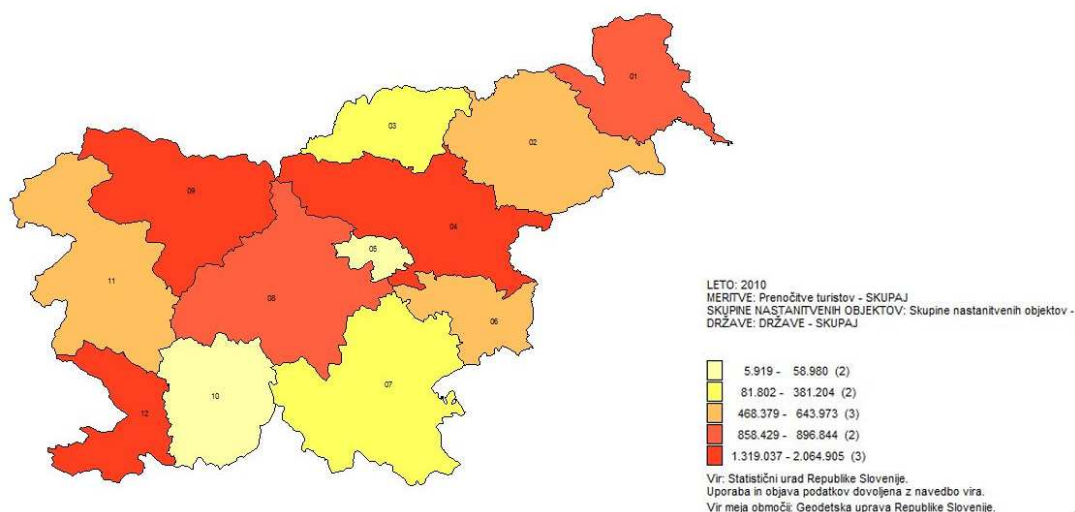 01
03
02
09
04
05
11
08
06
07
10
12
LETO: 2010
MERITVE: Prenočitve turistov - SKUPAJ
SKUPINE NASTANITVENIH OBJEKTOV: Skupine nastanitvenih objektov -
DRŽAVE: DRŽAVE - SKUPAJ
5.919 - 58.980 (2)
81.802 - 381.204 (2)
468.379 - 643.973 (3)
858.429 - 896.844 (2)
1.319.037 - 2.064.905 (3)
Vir: Statistični urad Republike Slovenije.
Uporaba in objava podatkov dovoljena z navedbo vira.
Vir meja območij: Geodetska uprava Republike Slovenije.